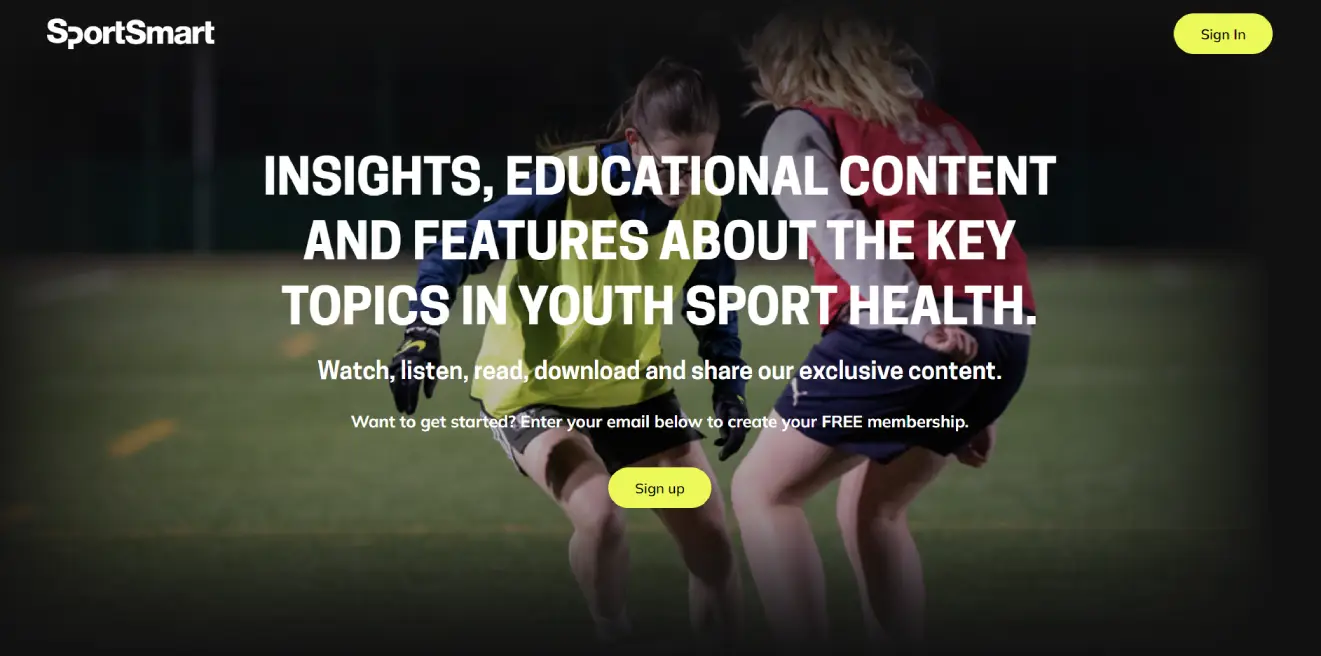 SportSmart
Sign In
INSIGHTS, EDUCATIONAL CONTENT
AND FEATURES ABOUT THE KEY
TOPICS IN YOUTH SPORT HEALTH.
Watch, listen, read, download and share our exclusive content.
Want to get started? Enter your email below to create your FREE membership.
Sign up